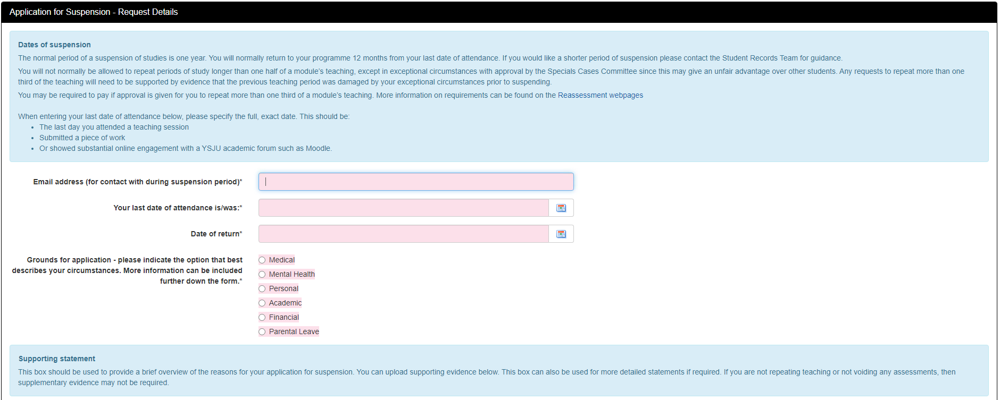 Application for Suspension - Request Details
Dates of suspension
The normal period of a suspension of studies is one year. You will normally return to your programme 12 months from your last date of attendance. If you would like a shorter period of suspension please contact the Student Records Team for guidance.
You will not normally be allowed to repeat periods of study longer than one half of a module's teaching, except in exceptional circumstances with approval by the Specials Cases Committee since this may give an unfair advantage over other students. Any requests to repeat more than one
third of the teaching will need to be supported by evidence that the previous teaching period was damaged by your exceptional circumstances prior to suspending.
You may be required to pay if approval is given for you to repeat more than one third of a module's teaching. More information on requirements can be found on the Reassessment webpages
When entering your last date of attendance below, please specify the full, exact date. This should be:
• The last day you attended a teaching session
• Submitted a piece of work
• Or showed substantial online engagement with a YSJU academic forum such as Moodle.
Email address (for contact with during suspension period)*
Your last date of attendance is/was:*
Date of return*
Grounds for application - please indicate the option that best
describes your circumstances. More information can be included
further down the form.*
Medical
Mental Health
Personal
Academic
Financial
Parental Leave
Supporting statement
This box should be used to provide a brief overview of the reasons for your application for suspension. You can upload supporting evidence below. This box can also be used for more detailed statements if required. If you are not repeating teaching or not voiding any assessments, then
supplementary evidence may not be required.